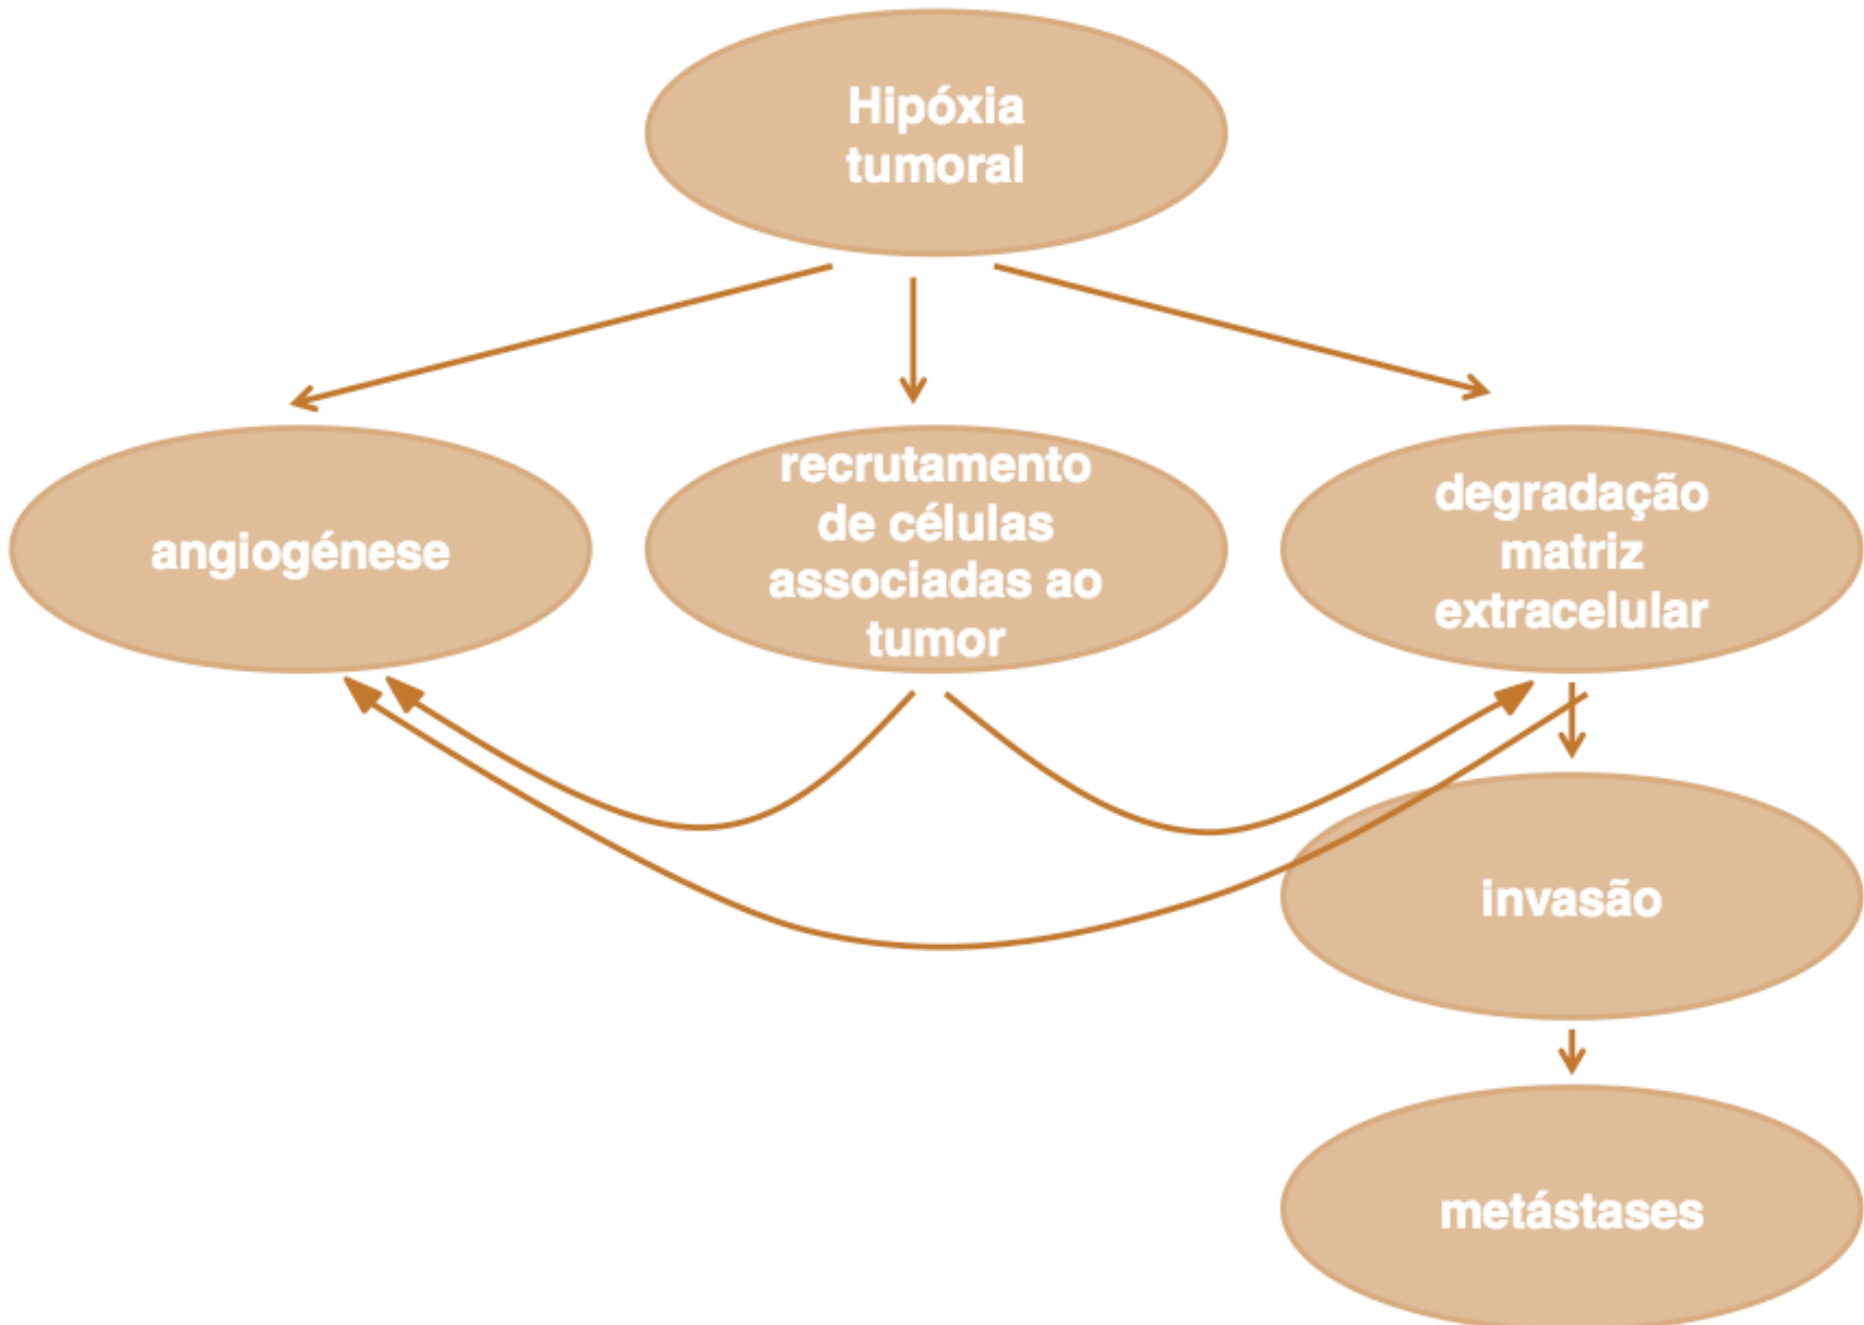 Hipóxia
tumoral
angiogénese
recrutamento
de células
associadas ao
tumor
degradação
matriz
extracelular
invasão
metástases